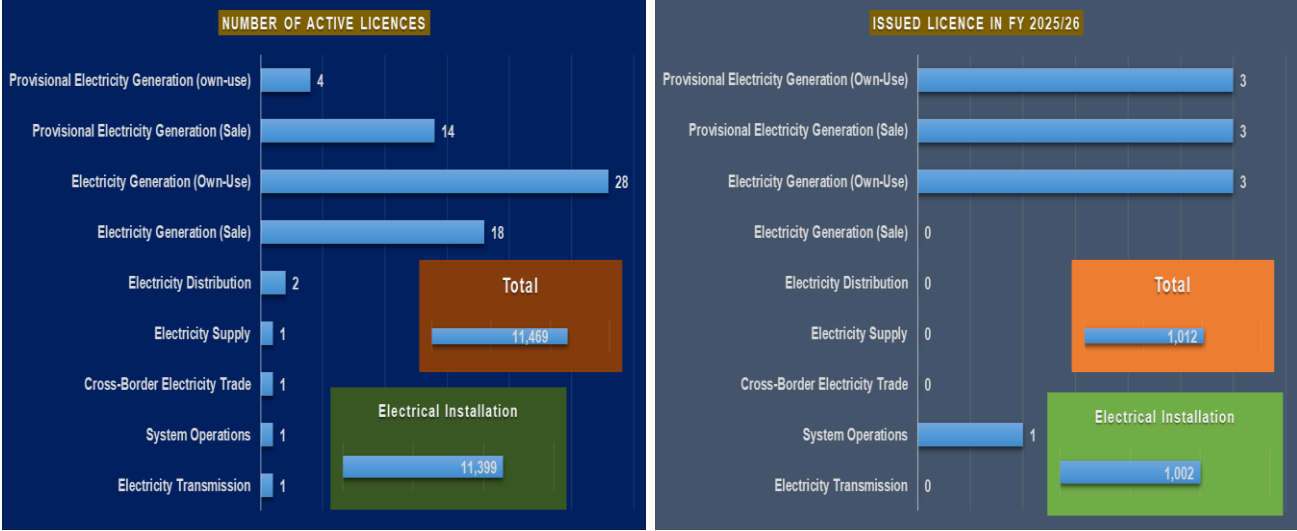 NUMBER OF ACTIVE LICENCES
Provisional Electricity Generation (own-use) 4
Provisional Electricity Generation (Sale) 14
Electricity Generation (Own-Use) 28
Electricity Generation (Sale) 18
Electricity Distribution 2
Electricity Supply 1
Cross-Border Electricity Trade 1
System Operations 1
Electricity Transmission 1
Total
11,469
Electrical Installation
11,399
ISSUED LICENCE IN FY 2025/26
Provisional Electricity Generation (Own-Use) 3
Provisional Electricity Generation (Sale) 3
Electricity Generation (Own-Use) 3
Electricity Generation (Sale) 0
Electricity Distribution 0
Electricity Supply 0
Cross-Border Electricity Trade 0
System Operations 1
Electricity Transmission 0
Total
1,012
Electrical Installation
1,002